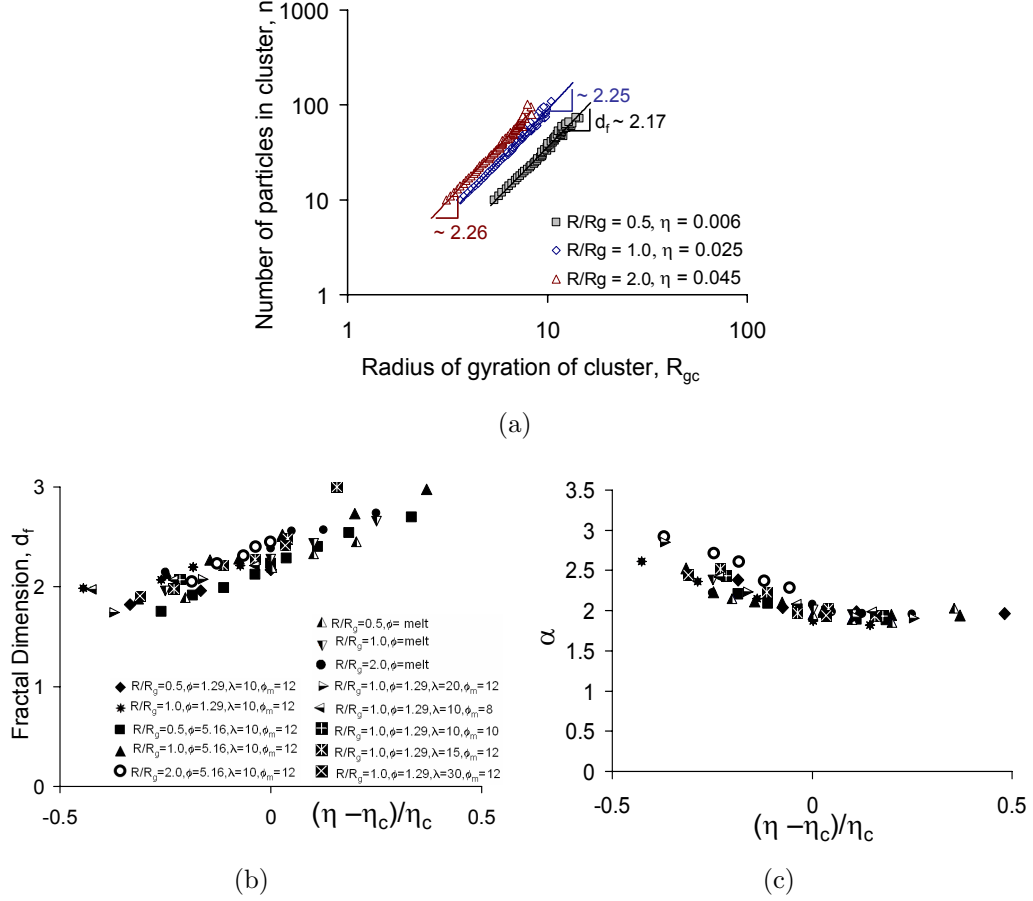 1000
100
10
1
Number of particles in cluster, n
~ 2.25
d_f ~ 2.17
~ 2.26
R/Rg = 0.5, η = 0.006
R/Rg = 1.0, η = 0.025
R/Rg = 2.0, η = 0.045
1 10 100
Radius of gyration of cluster, R_gc
(a)
3
2
1
0
Fractal Dimension, d_f
R/R_g=0.5,ϕ= melt
R/R_g=1.0,ϕ=melt
R/R_g=2.0,ϕ=melt
R/R_g=0.5,ϕ=1.29,λ=10,ϕ_m=12
R/R_g=1.0,ϕ=1.29,λ=10,ϕ_m=12
R/R_g=0.5,ϕ=5.16,λ=10,ϕ_m=12
R/R_g=1.0,ϕ=5.16,λ=10,ϕ_m=12
R/R_g=2.0,ϕ=5.16,λ=10,ϕ_m=12
R/R_g=1.0,ϕ=1.29,λ=20,ϕ_m=12
R/R_g=1.0,ϕ=1.29,λ=10,ϕ_m=8
R/R_g=1.0,ϕ=1.29,λ=10,ϕ_m=10
R/R_g=1.0,ϕ=1.29,λ=15,ϕ_m=12
R/R_g=1.0,ϕ=1.29,λ=30,ϕ_m=12
-0.5 0 0.5
(η −η_c)/η_c
(b)
3.5
3
2.5
2
1.5
1
0.5
0
α
-0.5 0 0.5
(η −η_c)/η_c
(c)